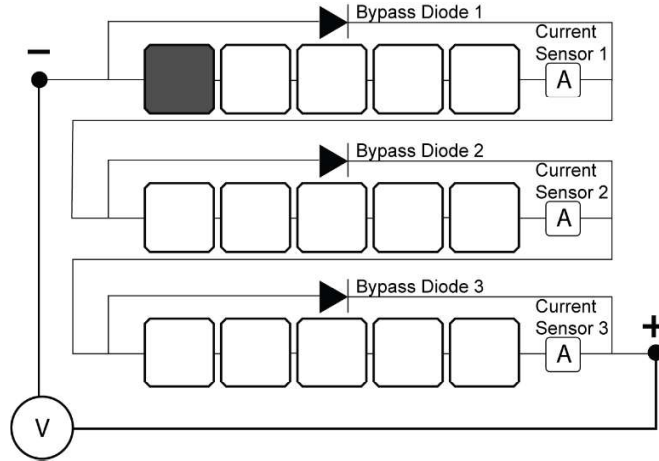 Bypass Diode 1
Current
Sensor 1
−
A
Bypass Diode 2
Current
Sensor 2
A
Bypass Diode 3
Current
Sensor 3
+
A
V